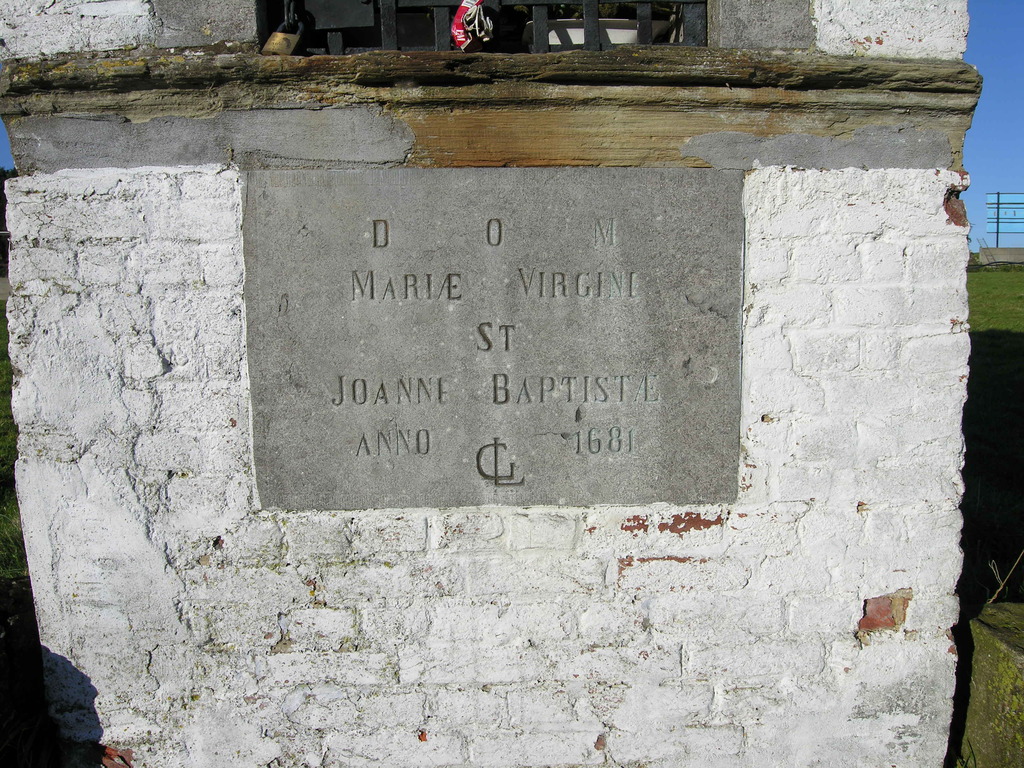 D O M
MARIÆ VIRGINI
ST
JOANNE BAPTISTÆ
ANNO 1681
CL